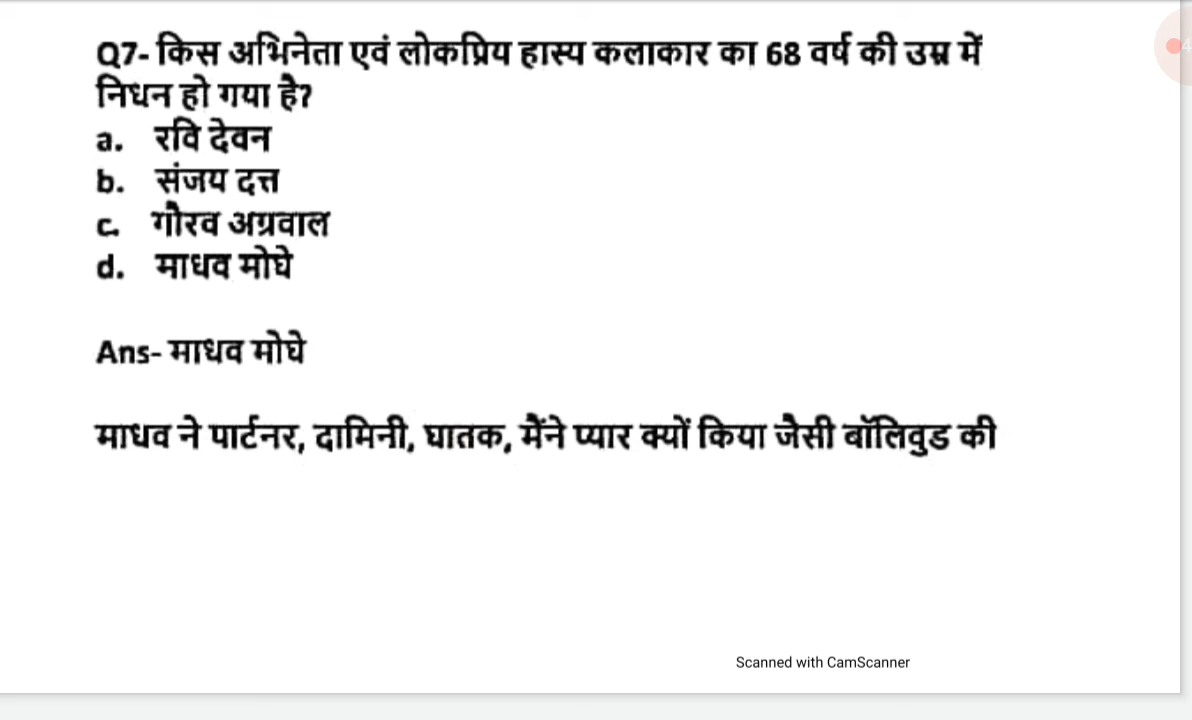 Q7- किस अभिनेता एवं लोकप्रिय हास्य कलाकार का 68 वर्ष की उम्र में
निधन हो गया है?
a. रवि देवन
b. संजय दत्त
c. गौरव अग्रवाल
d. माधव मोघे
Ans- माधव मोघे
माधव ने पार्टनर, दामिनी, घातक, मैंने प्यार क्यों किया जैसी बॉलिवुड की
Scanned with CamScanner